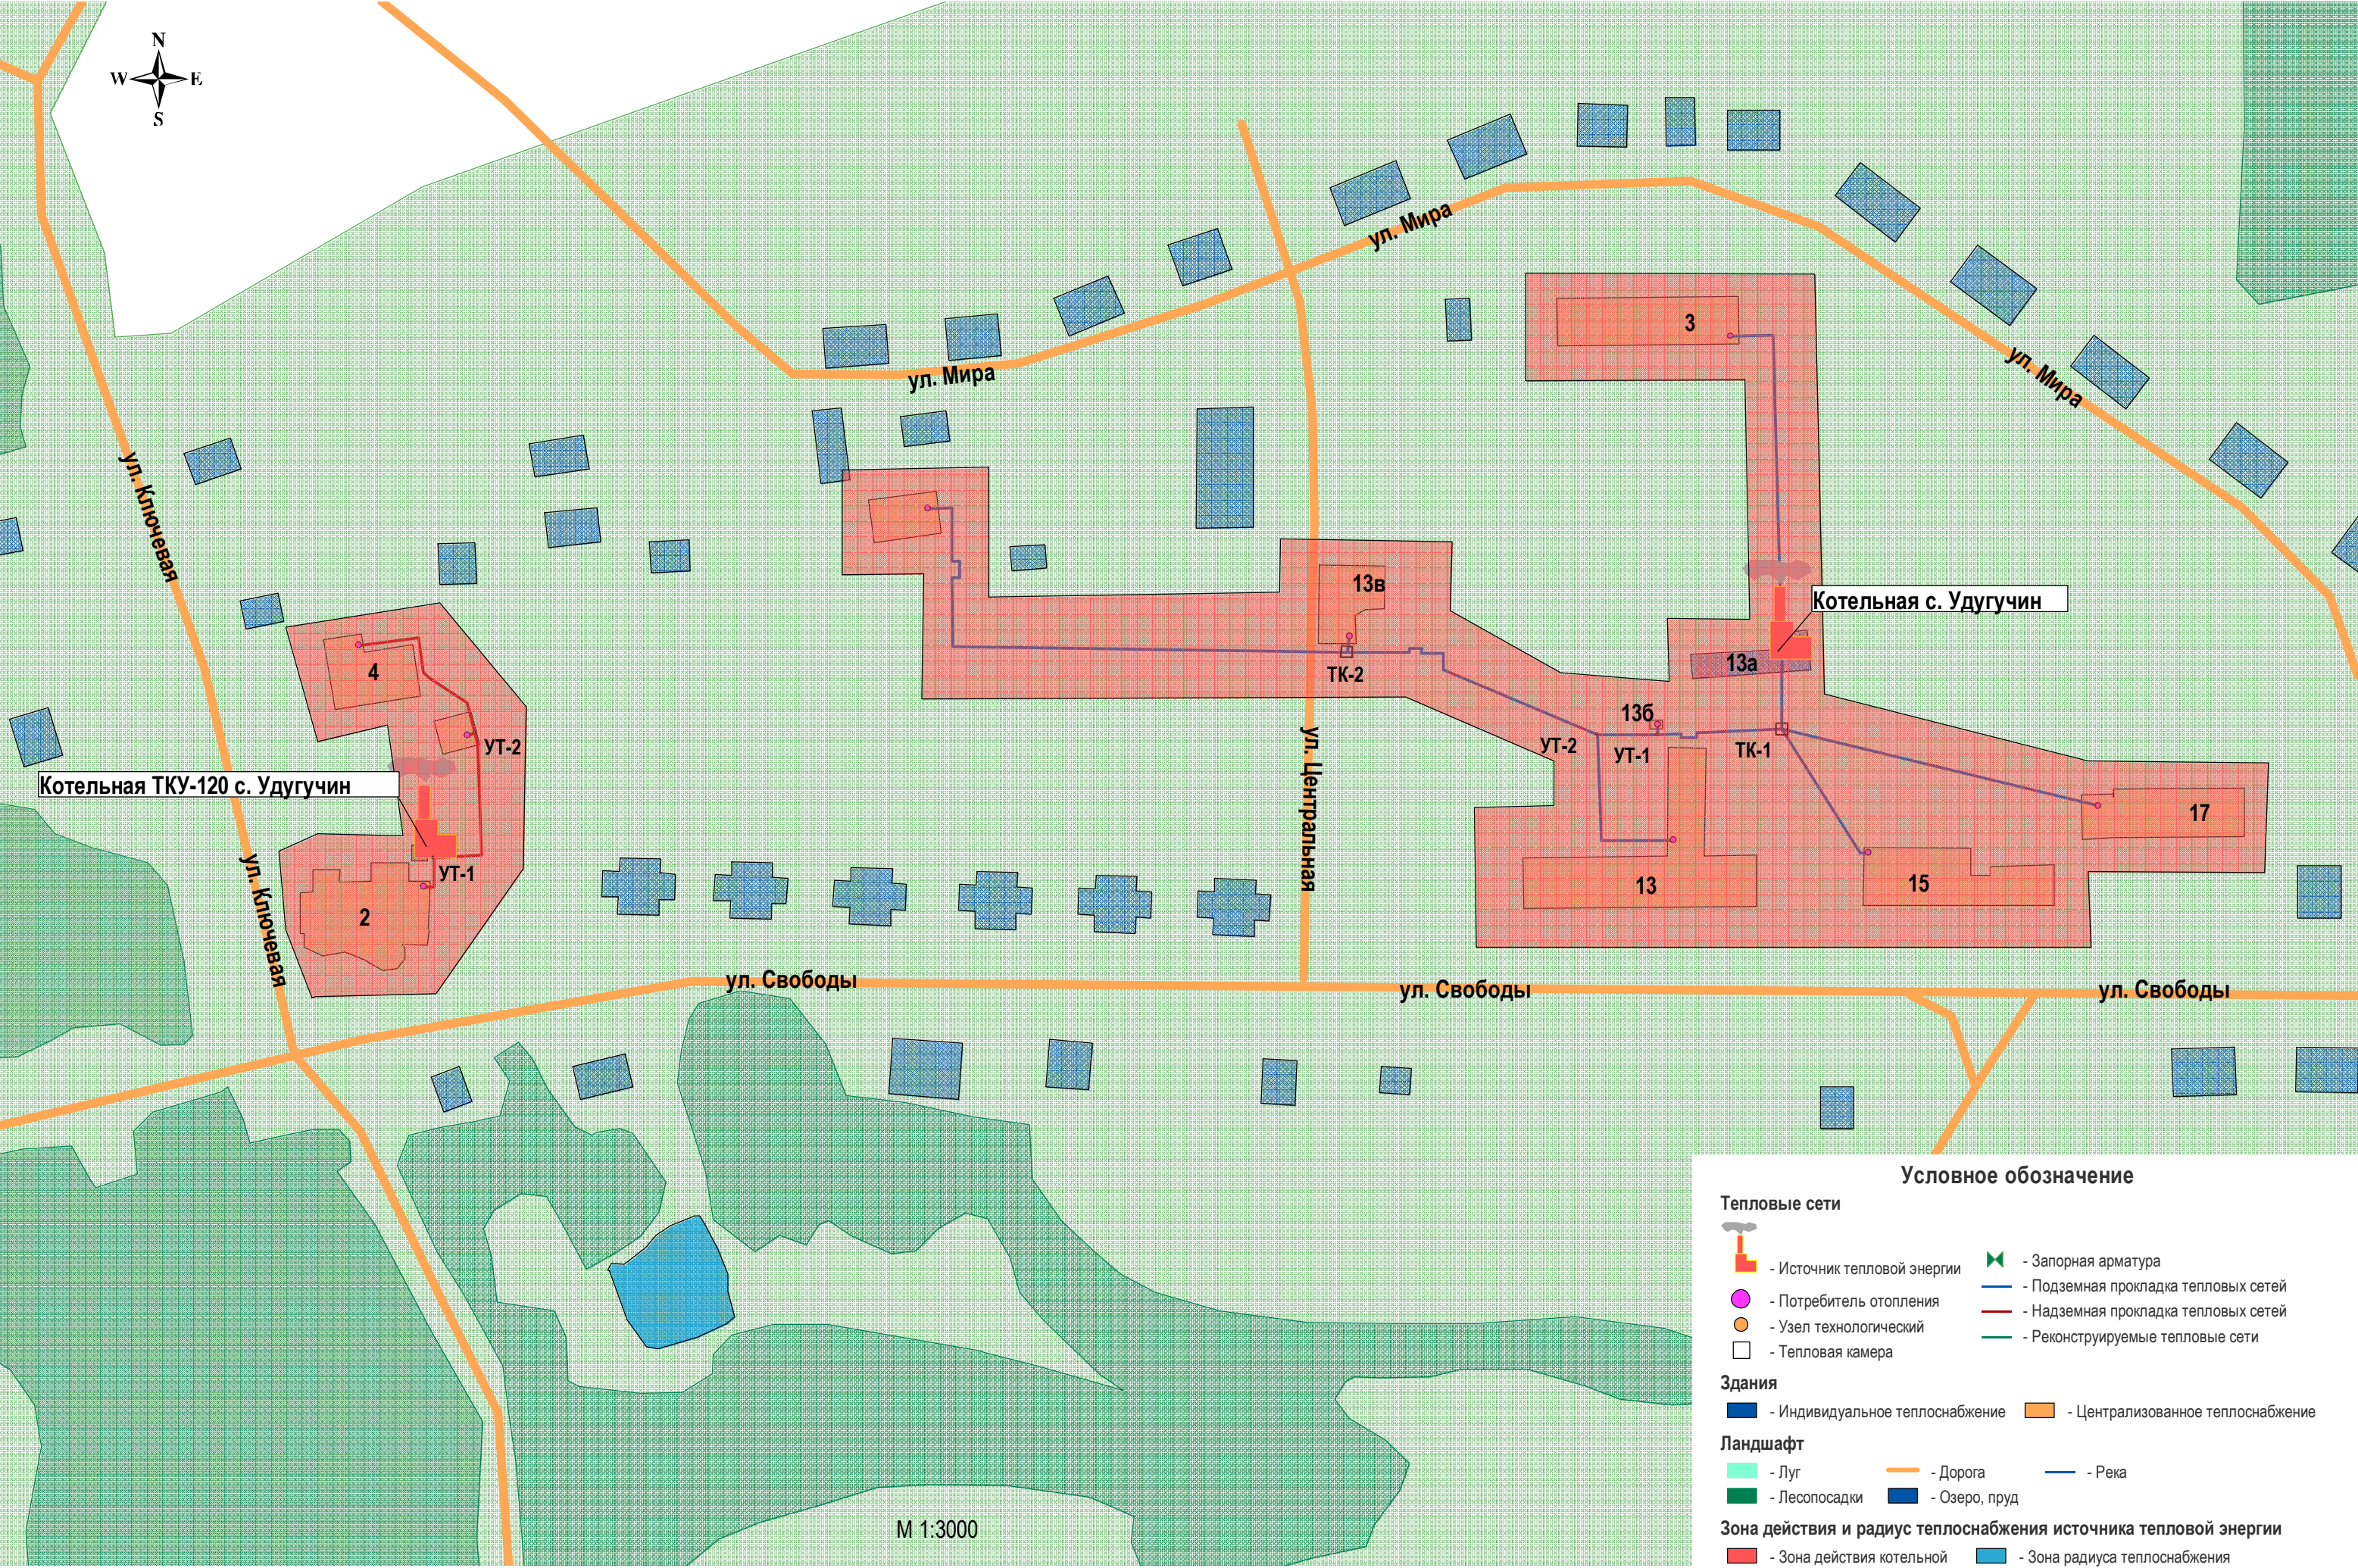 N
W E
S
ул. Мира
3
ул. Мира
ул. Мира
ул. Ключевая
13в
Котельная с. Удугучин
13а
4
ТК-2
13б
УТ-2
УТ-2
УТ-1
ТК-1
Котельная ТКУ-120 с. Удугучин
ул. Центральная
17
УТ-1
13
15
2
ул. Ключевая
ул. Свободы
ул. Свободы
ул. Свободы
М 1:3000
Условное обозначение
Тепловые сети
- Источник тепловой энергии
- Потребитель отопления
- Узел технологический
- Тепловая камера
- Запорная арматура
- Подземная прокладка тепловых сетей
- Надземная прокладка тепловых сетей
- Реконструируемые тепловые сети
Здания
- Индивидуальное теплоснабжение - Централизованное теплоснабжение
Ландшафт
- Луг - Дорога - Река
- Лесопосадки - Озеро, пруд
Зона действия и радиус теплоснабжения источника тепловой энергии
- Зона действия котельной - Зона радиуса теплоснабжения